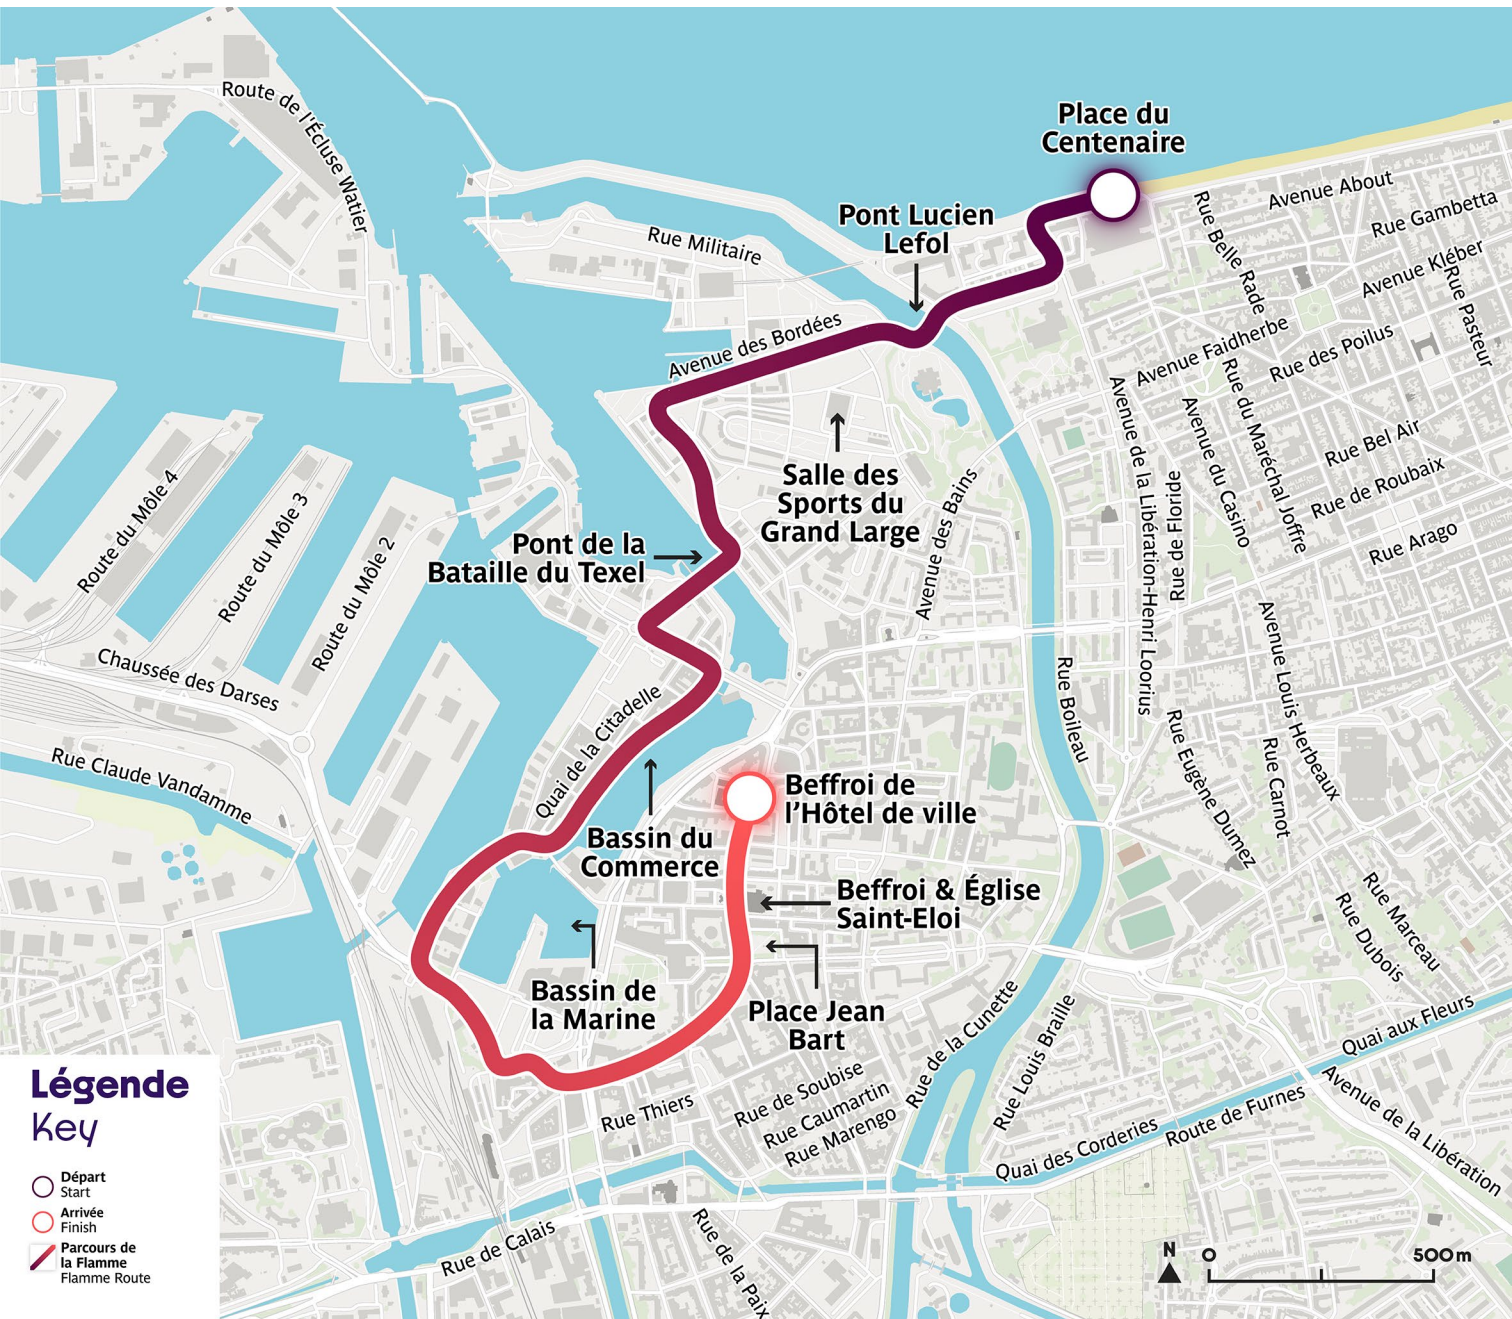 Place du
Centenaire
Route de l'Écluse Watier
Pont Lucien
Lefol
Rue Militaire
Avenue des Bordées
Rue Belle Rade
Avenue About
Rue Gambetta
Avenue Kléber
Rue Pasteur
Avenue Faidherbe
Rue des Poilus
Rue du Maréchal Joffre
Avenue du Casino
Avenue de la Libération-Henri Loorius
Rue de Floride
Rue Bel Air
Rue de Roubaix
Rue Arago
Salle des
Sports du
Grand Large
Avenue des Bains
Pont de la
Bataille du Texel
Route du Môle 4
Route du Môle 3
Route du Môle 2
Chaussée des Darses
Rue Claude Vandamme
Quai de la Citadelle
Rue Boileau
Avenue Louis Herbeaux
Rue Eugène Dumez
Rue Carnot
Beffroi de
l’Hôtel de ville
Bassin du
Commerce
Beffroi & Église
Saint-Eloi
Rue Marceau
Rue Dubois
Bassin de
la Marine
Place Jean
Bart
Rue de la Cunette
Rue Louis Braille
Quai aux Fleurs
Rue Thiers
Rue de Soubise
Rue Caumartin
Rue Marengo
Quai des Corderies
Route de Furnes
Avenue de la Libération
Rue de Calais
Rue de la Paix
Légende
Key
Départ
Start
Arrivée
Finish
Parcours de
la Flamme
Flamme Route
N
0
500m